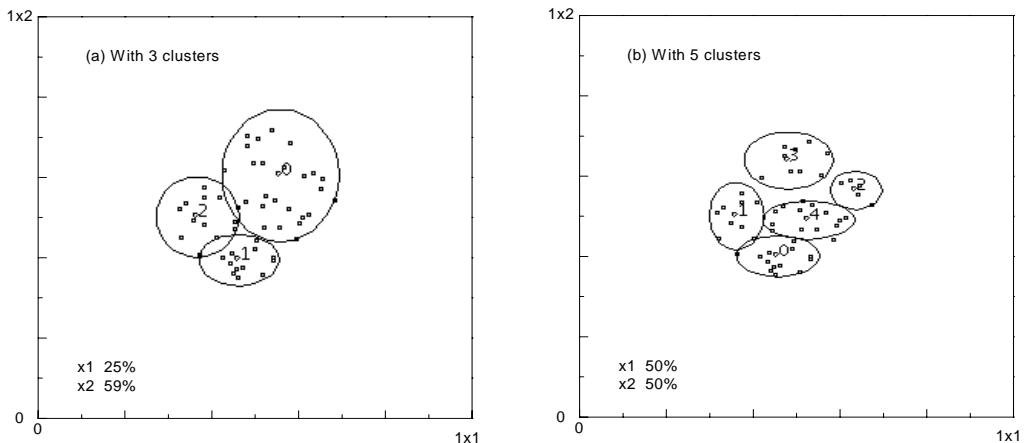 1x2
(a) With 3 clusters
0
2
1
x1 25%
x2 59%
0
0
1x1
1x2
(b) With 5 clusters
3
2
1
4
0
x1 50%
x2 50%
0
0
1x1